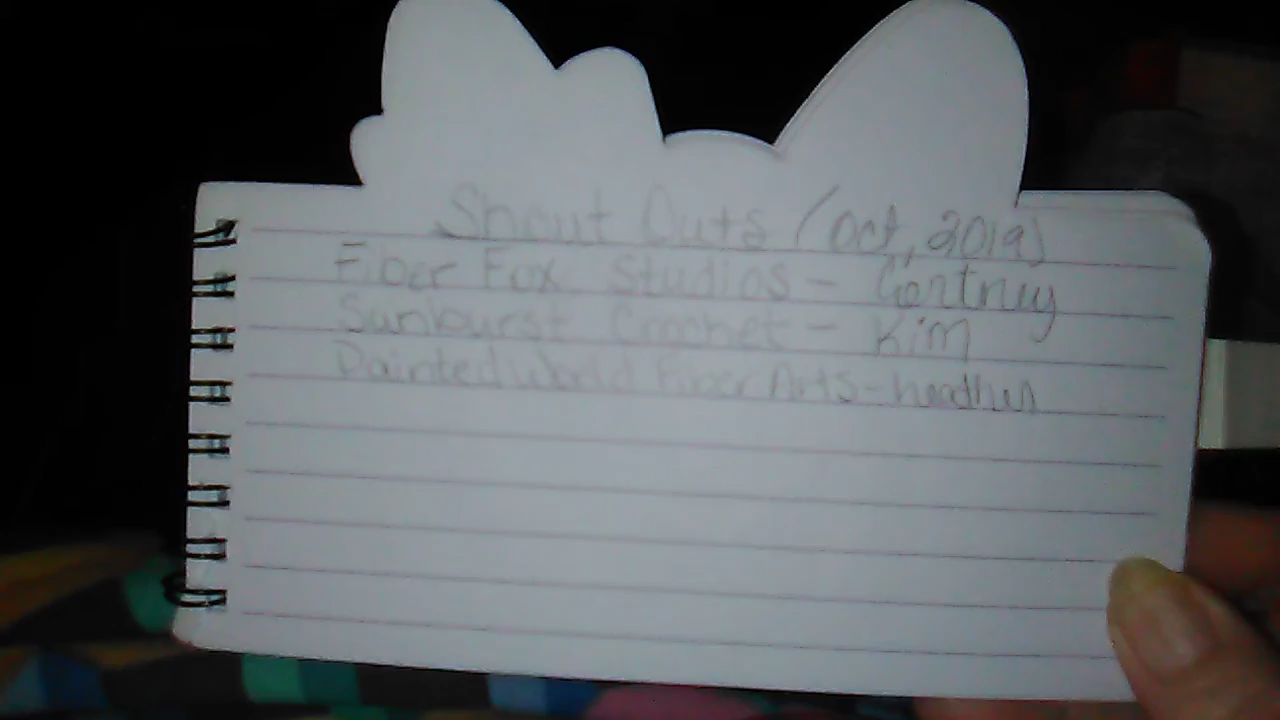 Shout Outs (Oct, 2019)
Fiber Fox Studios - Cortney
Sunburst Crochet - Kim
Painted World Fiber Arts - heather